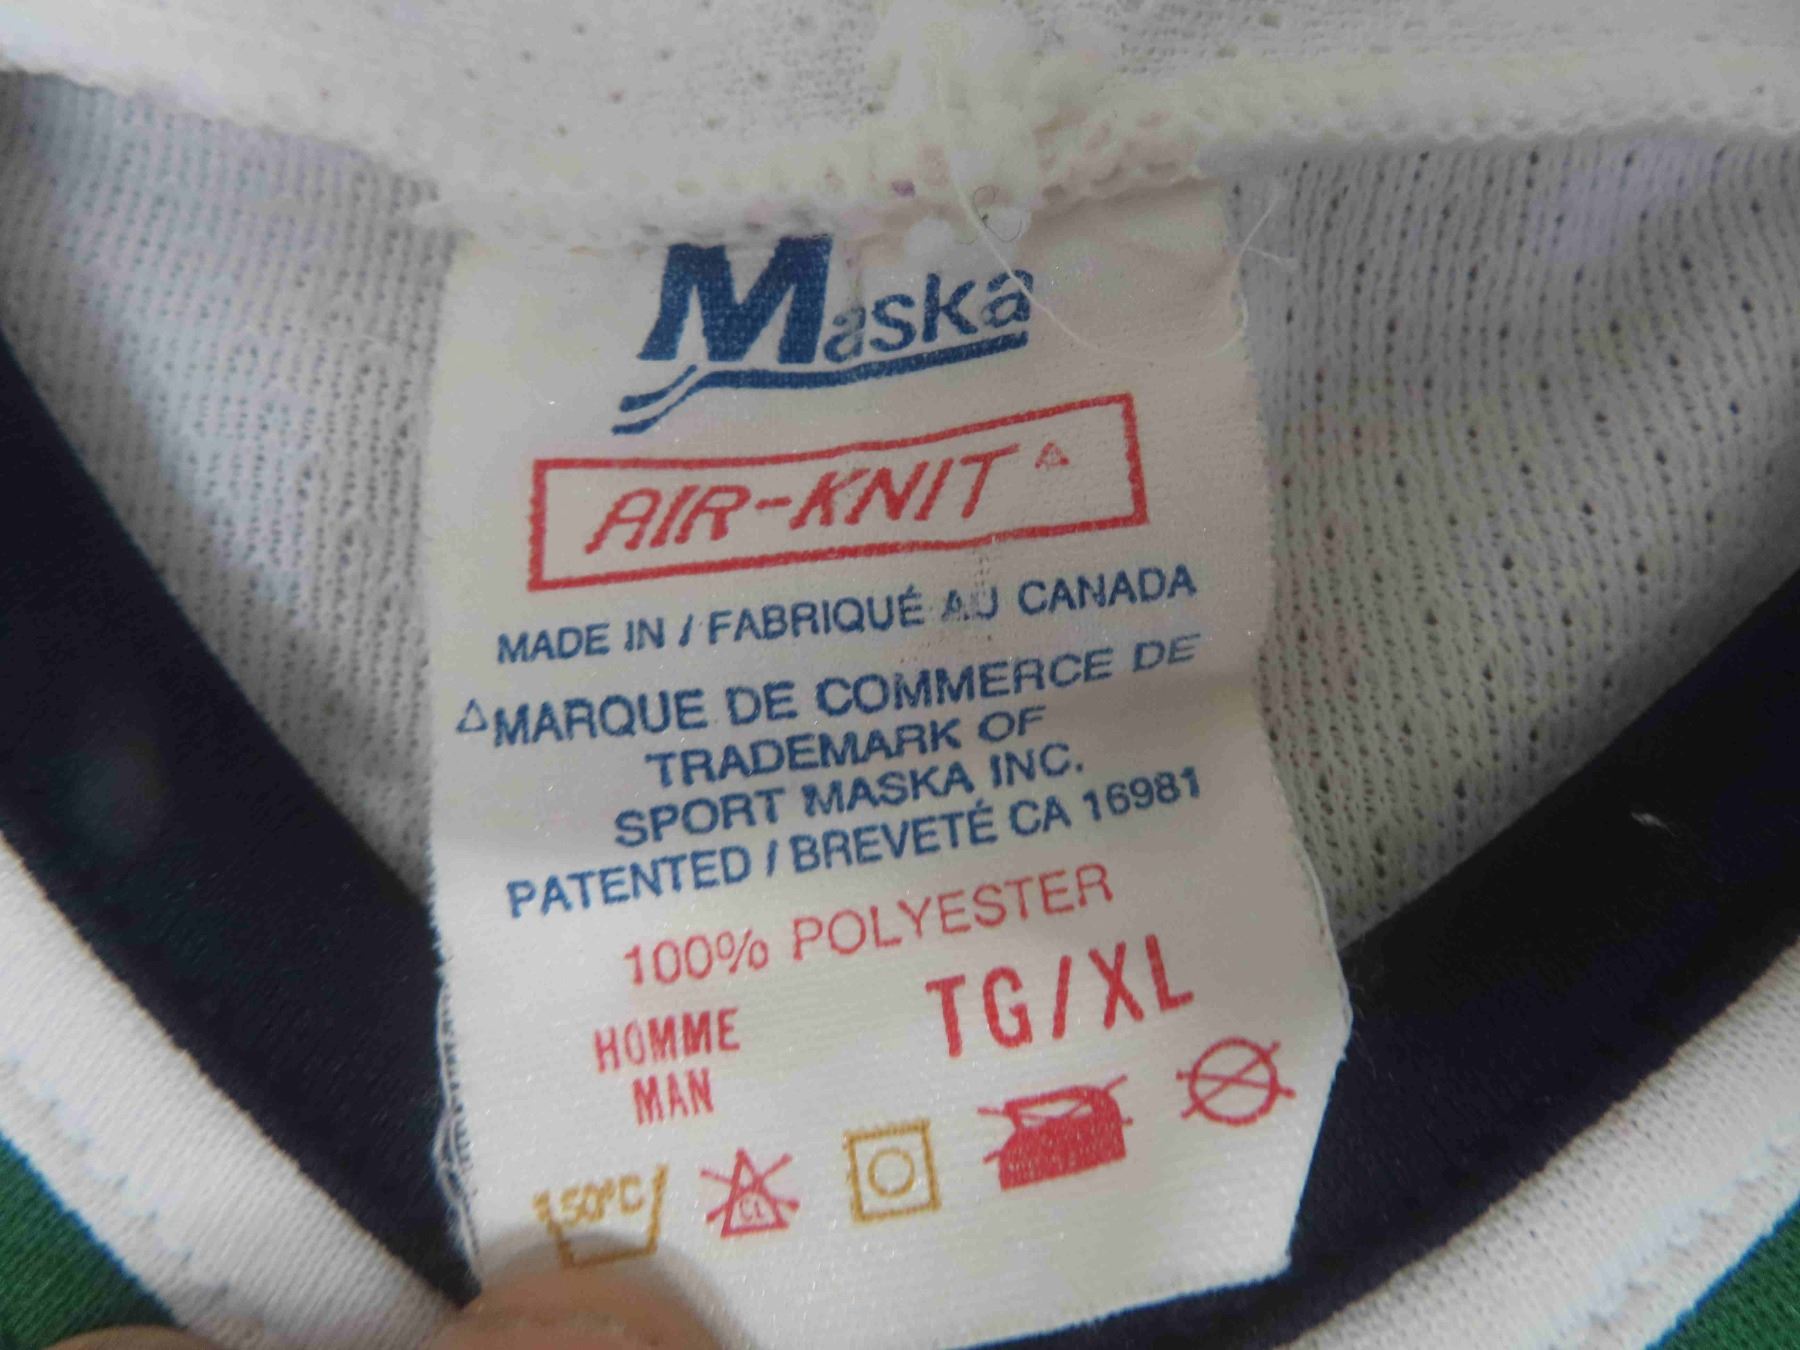 Maska
AIR-KNIT △
MADE IN / FABRIQUÉ AU CANADA
△MARQUE DE COMMERCE DE
TRADEMARK OF
SPORT MASKA INC.
PATENTED / BREVETÉ CA 16981
100% POLYESTER
HOMME TG/XL
MAN
50°C CL